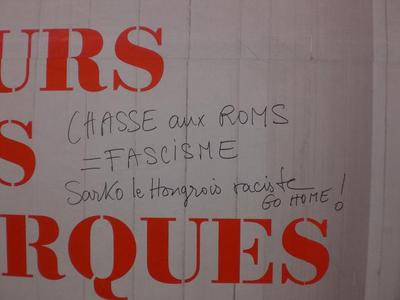 URS
CHASSE aux ROMS
S
= FASCISME
Sarko le Hongrois raciste
GO HOME !
RQUES